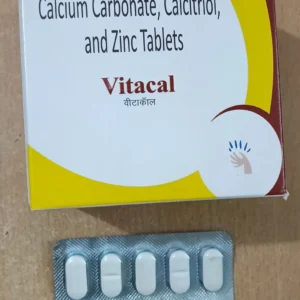 Calcium Carbonate, Calcitriol,
and Zinc Tablets
Vitacal
वीटाकॅाल